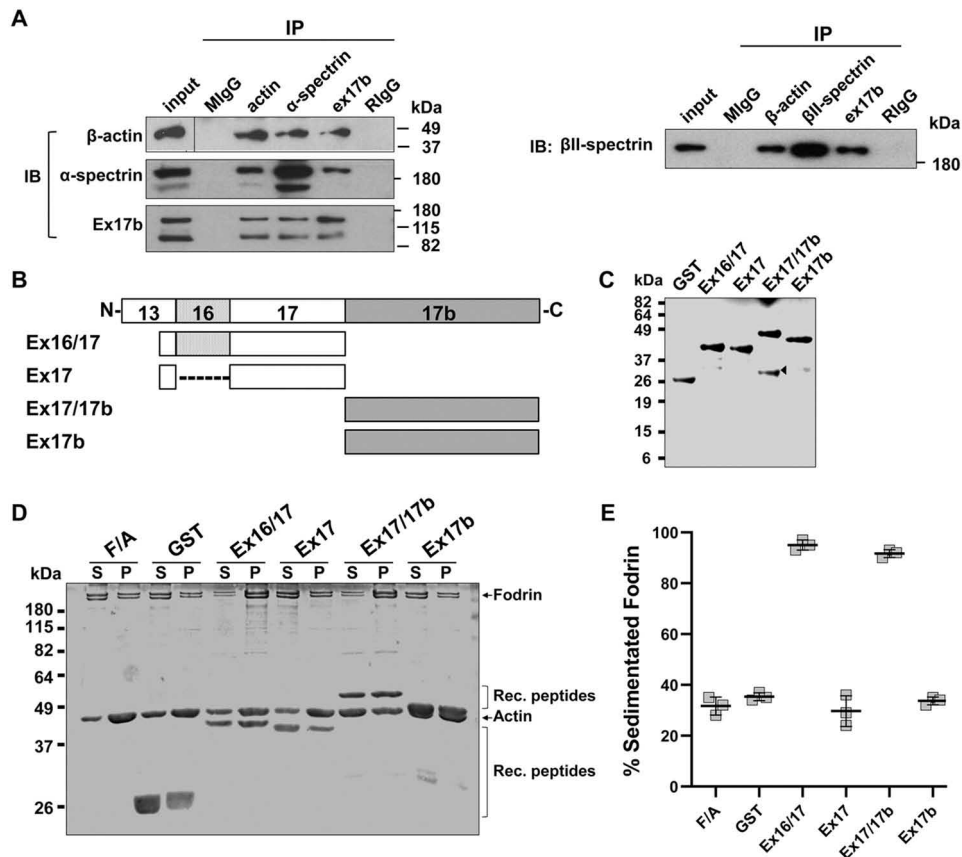 A
IP
input MIgG actin α-spectrin ex17b RIgG kDa
IB
β-actin
49
37
α-spectrin
180
Ex17b
180
115
82
IP
input MIgG β-actin βII-spectrin ex17b RIgG kDa
IB: βII-spectrin
180
B
N- 13 16 17 17b -C
Ex16/17
Ex17
Ex17/17b
Ex17b
C
kDa GST Ex16/17 Ex17 Ex17/17b Ex17b
82
64
49
37
26
19
15
6
D
F/A GST Ex16/17 Ex17 Ex17/17b Ex17b
kDa S P S P S P S P S P S P
Fodrin
180
115
82
64
Rec. peptides
49
Actin
37
Rec. peptides
26
E
% Sedimentated Fodrin
100
80
60
40
20
0
F/A GST Ex16/17 Ex17 Ex17/17b Ex17b